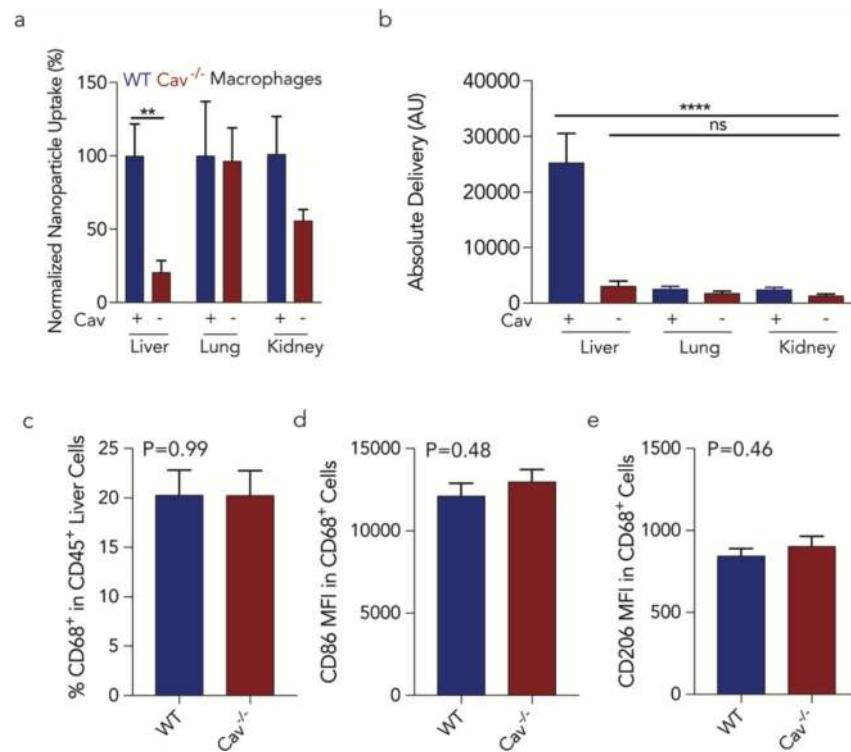 a
Normalized Nanoparticle Uptake (%)
WT Cav-/- Macrophages
150
100
50
0
**
Cav + - + - + -
Liver Lung Kidney
b
Absolute Delivery (AU)
40000
30000
20000
10000
0
****
ns
Cav + - + - + -
Liver Lung Kidney
c
% CD68+ in CD45+ Liver Cells
25
20
15
10
5
0
P=0.99
WT
Cav-/-
d
CD86 MFI in CD68+ Cells
15000
10000
5000
0
P=0.48
WT
Cav-/-
e
CD206 MFI in CD68+ Cells
1500
1000
500
0
P=0.46
WT
Cav-/-